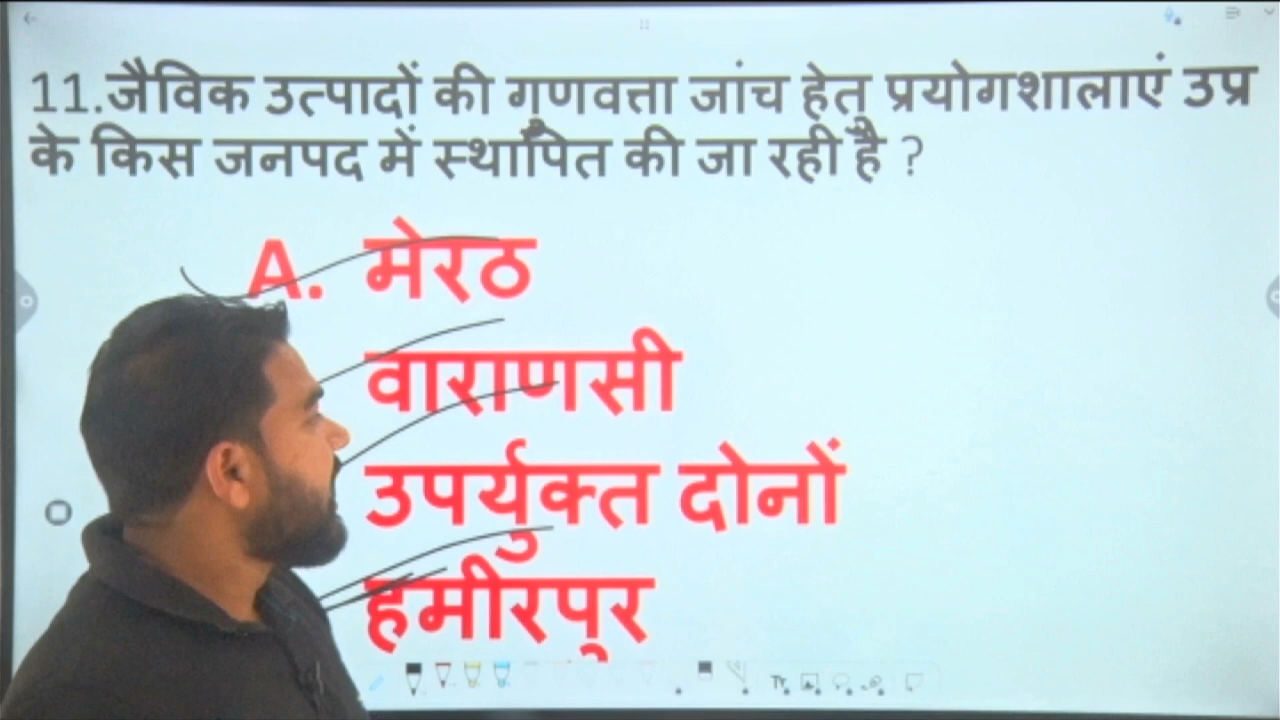 11.जैविक उत्पादों की गुणवत्ता जांच हेतु प्रयोगशालाएं उप्र
के किस जनपद में स्थापित की जा रही है ?
A. मेरठ
वाराणसी
उपर्युक्त दोनों
हमीरपुर